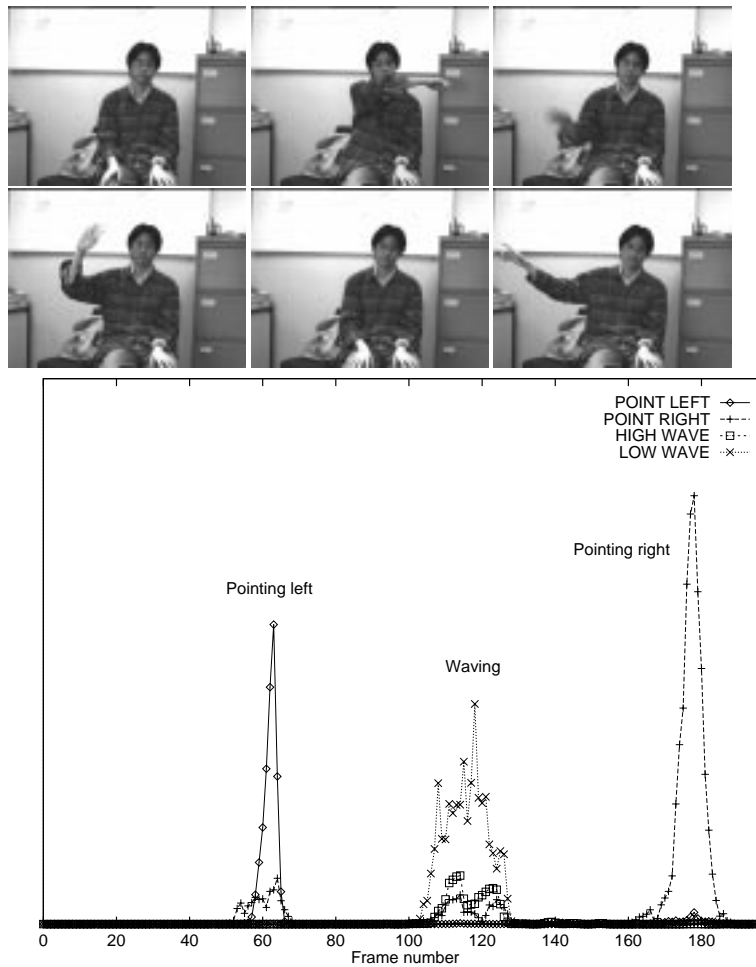 POINT LEFT
POINT RIGHT
HIGH WAVE
LOW WAVE
Pointing right
Pointing left
Waving
0 20 40 60 80 100 120 140 160 180
Frame number